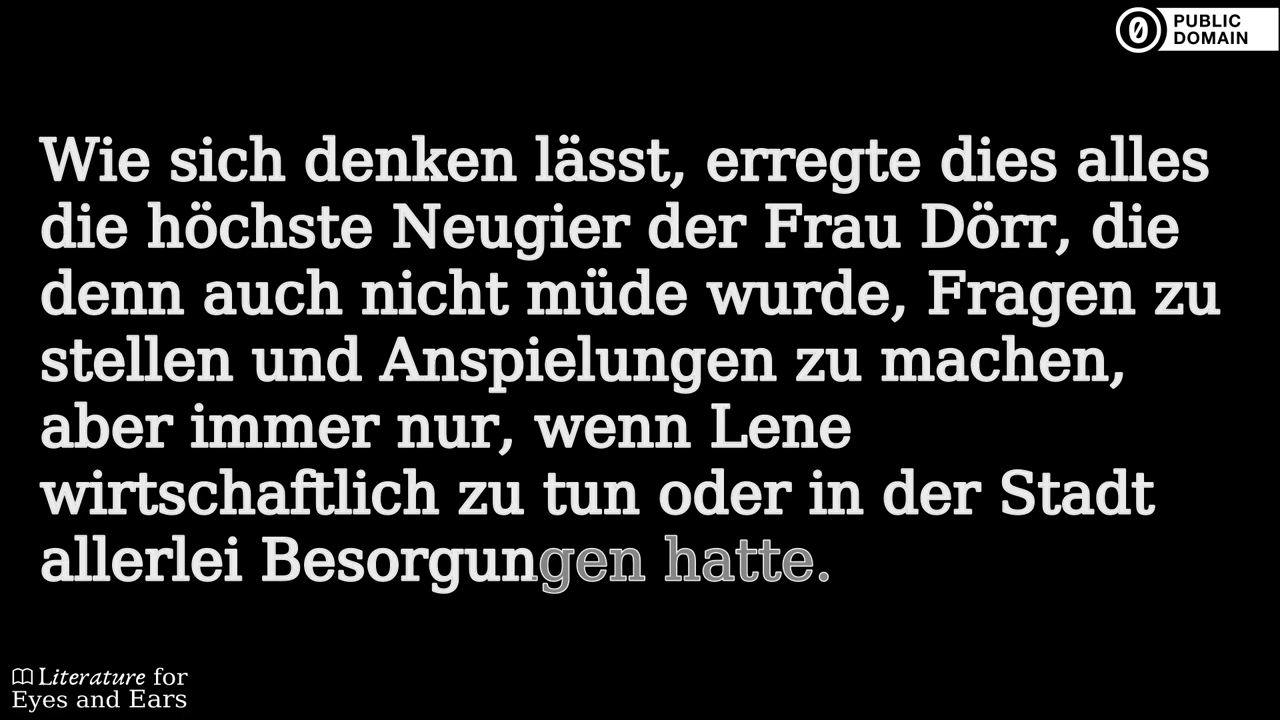 PUBLIC
DOMAIN
Wie sich denken lässt, erregte dies alles
die höchste Neugier der Frau Dörr, die
denn auch nicht müde wurde, Fragen zu
stellen und Anspielungen zu machen,
aber immer nur, wenn Lene
wirtschaftlich zu tun oder in der Stadt
allerlei Besorgungen hatte.
Literature for
Eyes and Ears